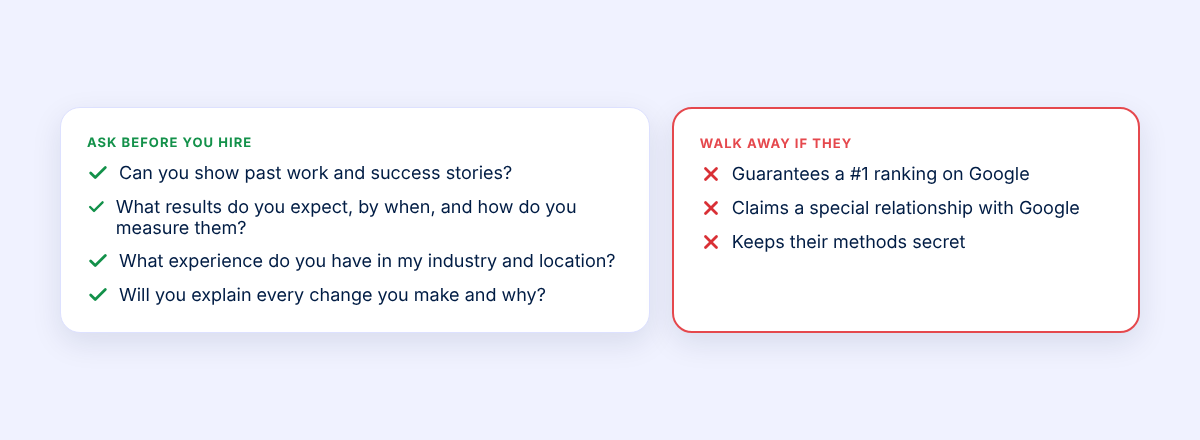 ASK BEFORE YOU HIRE
Can you show past work and success stories?
What results do you expect, by when, and how do you
measure them?
What experience do you have in my industry and location?
Will you explain every change you make and why?
WALK AWAY IF THEY
Guarantees a #1 ranking on Google
Claims a special relationship with Google
Keeps their methods secret